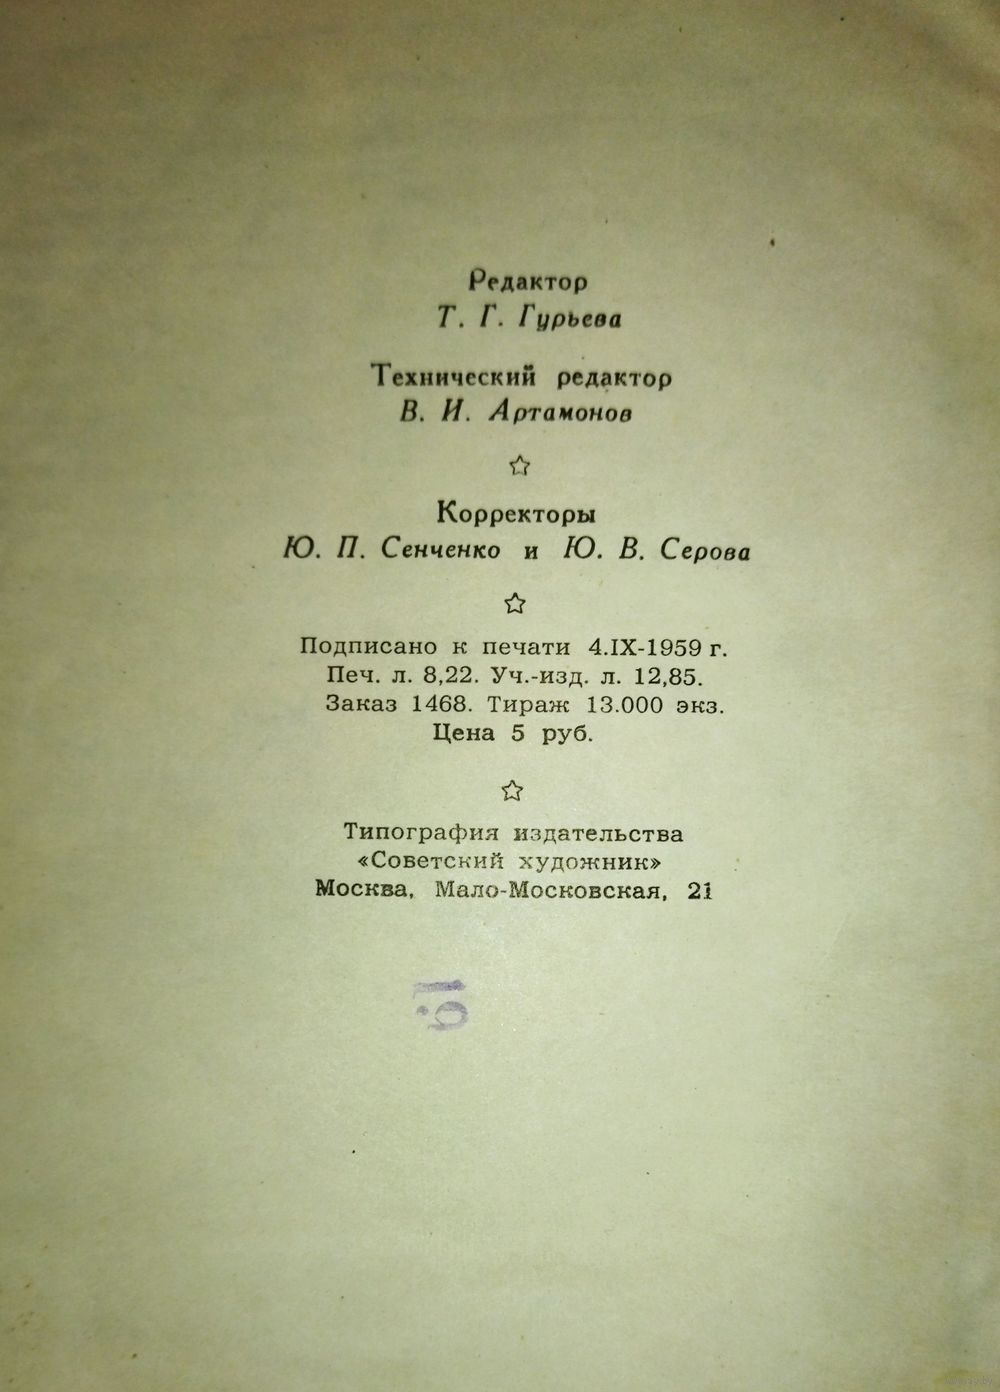 Редактор
Т. Г. Гурьева
Технический редактор
В. И. Артамонов
Корректоры
Ю. П. Сенченко и Ю. В. Серова
Подписано к печати 4.IX-1959 г.
Печ. л. 8,22. Уч.-изд. л. 12,85.
Заказ 1468. Тираж 13.000 экз.
Цена 5 руб.
Типография издательства
«Советский художник»
Москва, Мало-Московская, 21